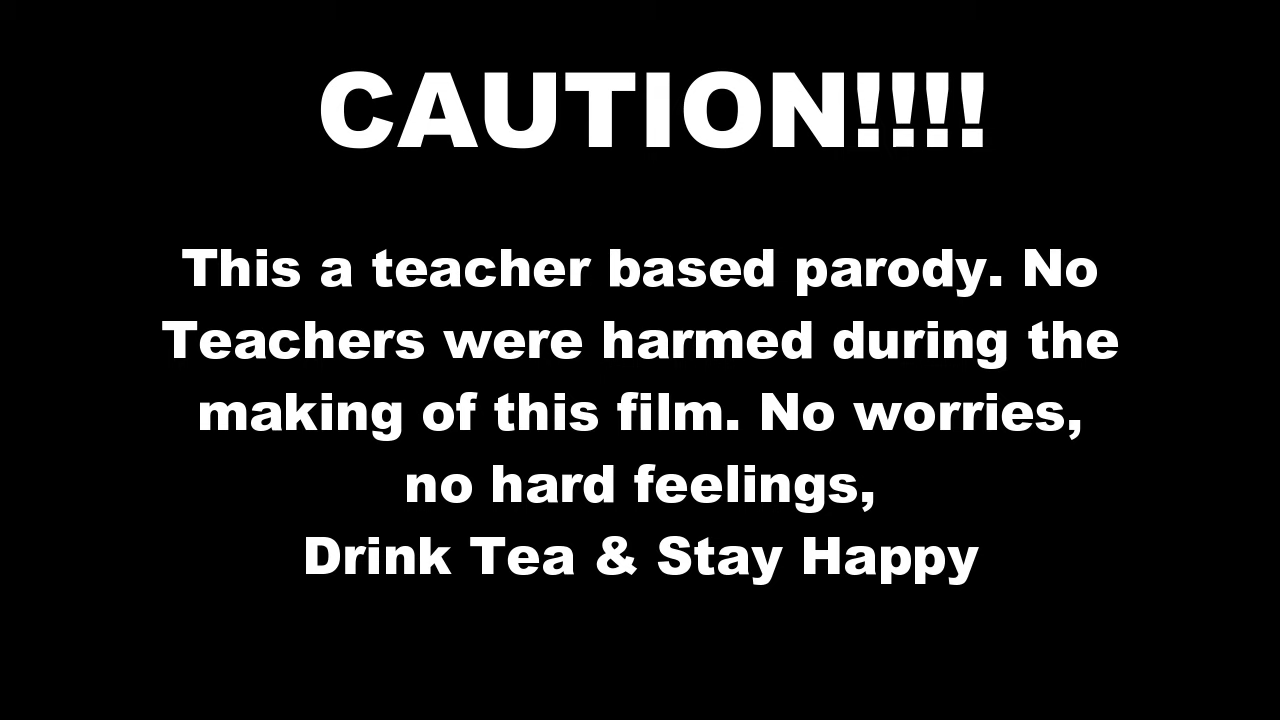 CAUTION!!!!
This a teacher based parody. No
Teachers were harmed during the
making of this film. No worries,
no hard feelings,
Drink Tea & Stay Happy